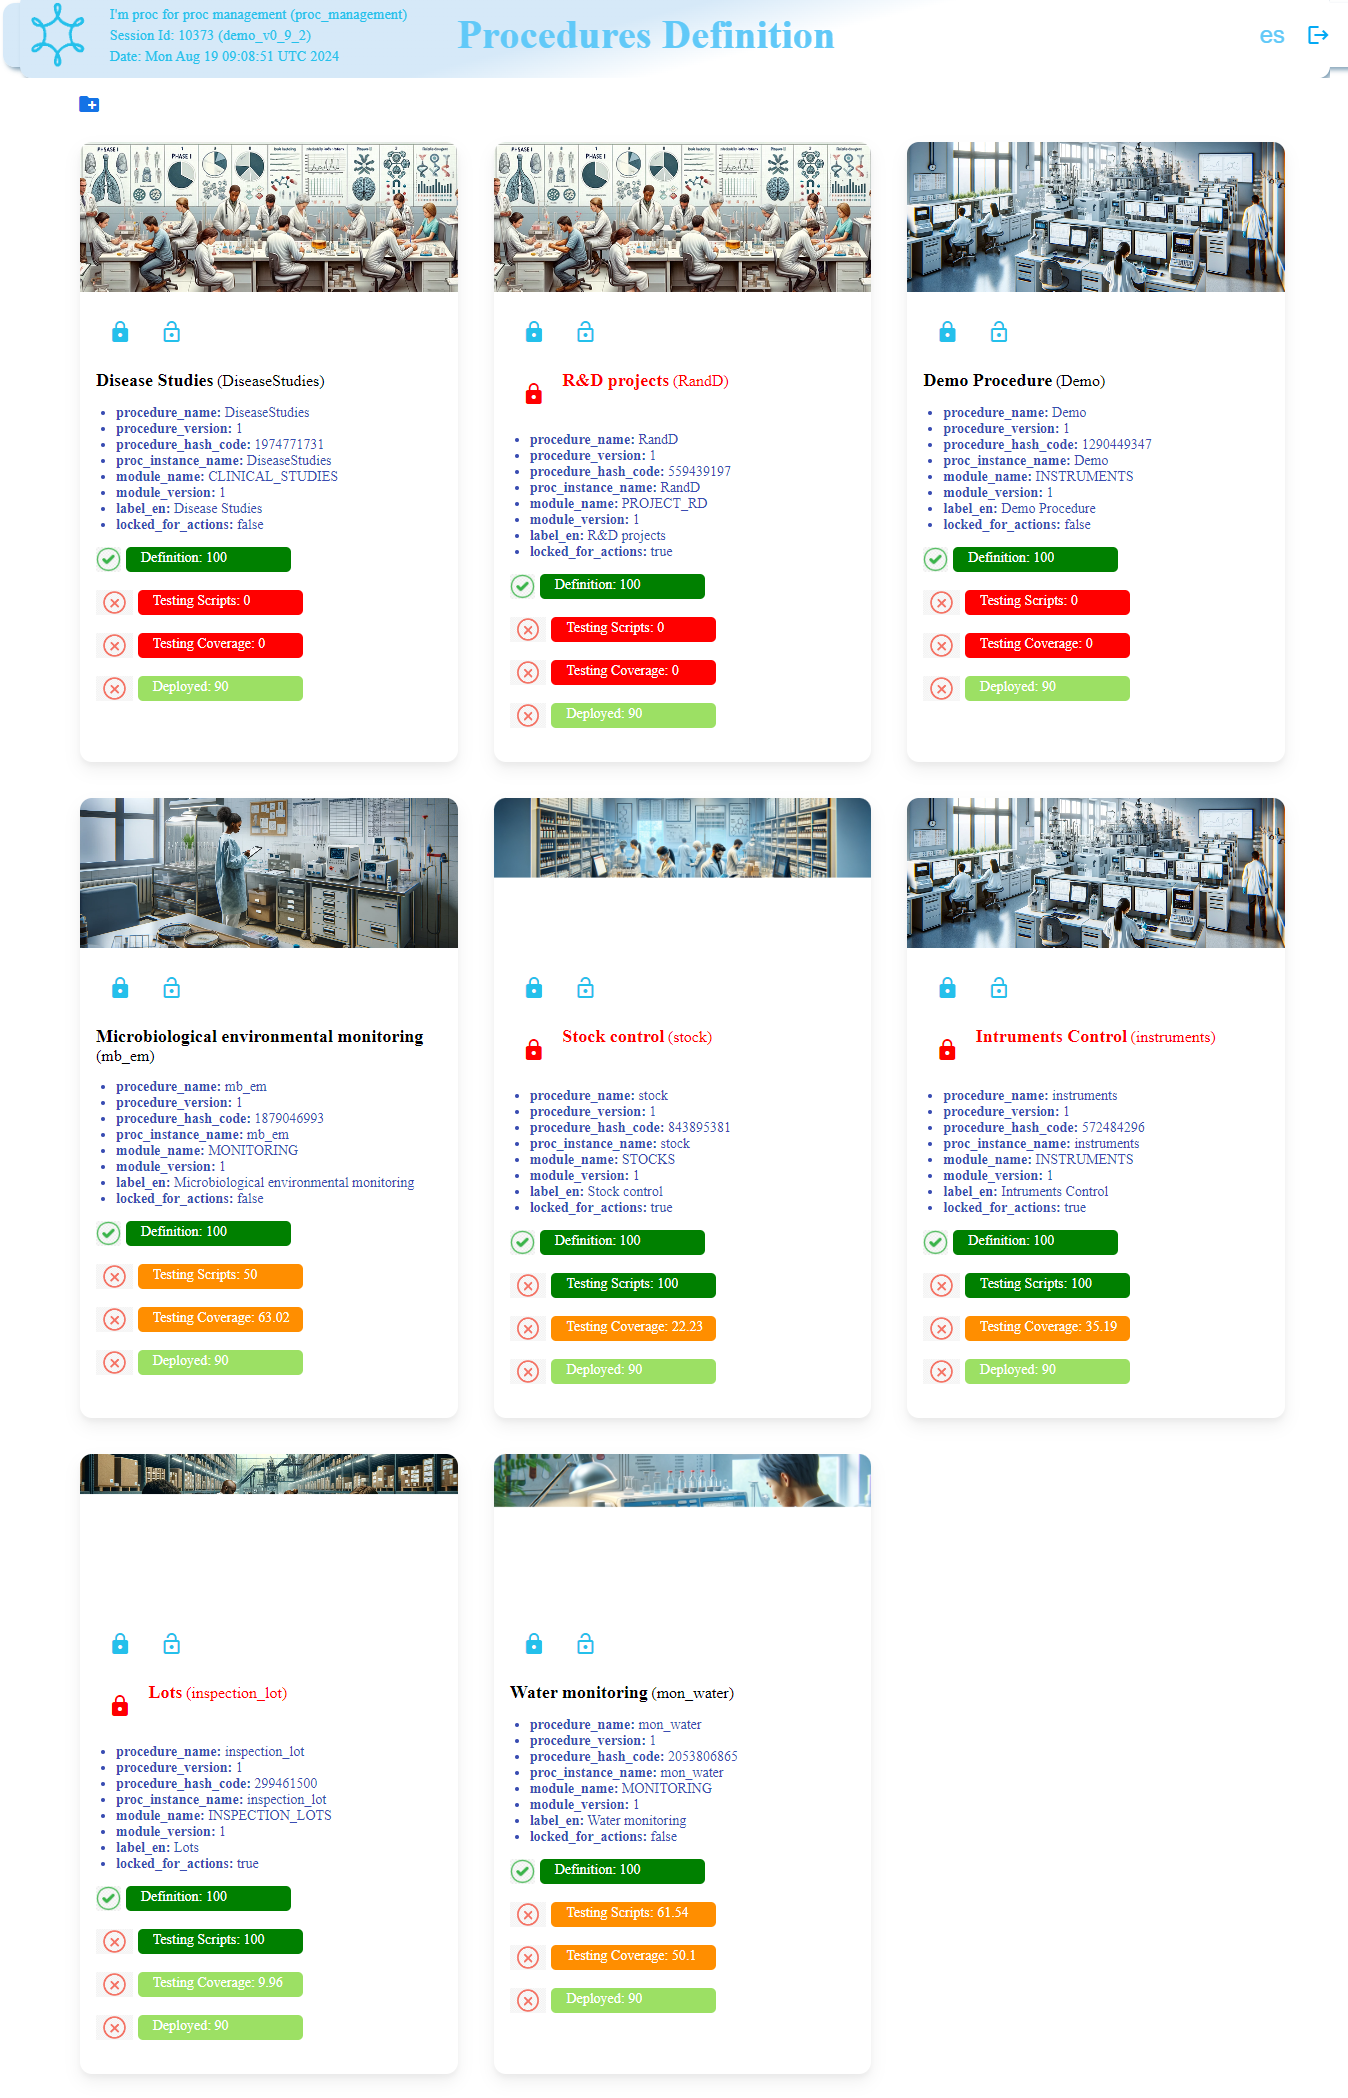 I'm proc for proc management (proc_management)
Session Id: 10373 (demo_v0_9_2)
Date: Mon Aug 19 09:08:51 UTC 2024
Procedures Definition
es
Disease Studies (DiseaseStudies)
procedure_name: DiseaseStudies
procedure_version: 1
procedure_hash_code: 1974771731
proc_instance_name: DiseaseStudies
module_name: CLINICAL_STUDIES
module_version: 1
label_en: Disease Studies
locked_for_actions: false
Definition: 100
Testing Scripts: 0
Testing Coverage: 0
Deployed: 90
R&D projects (RandD)
procedure_name: RandD
procedure_version: 1
procedure_hash_code: 559439197
proc_instance_name: RandD
module_name: PROJECT_RD
module_version: 1
label_en: R&D projects
locked_for_actions: true
Definition: 100
Testing Scripts: 0
Testing Coverage: 0
Deployed: 90
Demo Procedure (Demo)
procedure_name: Demo
procedure_version: 1
procedure_hash_code: 1290449347
proc_instance_name: Demo
module_name: INSTRUMENTS
module_version: 1
label_en: Demo Procedure
locked_for_actions: false
Definition: 100
Testing Scripts: 0
Testing Coverage: 0
Deployed: 90
Microbiological environmental monitoring
(mb_em)
procedure_name: mb_em
procedure_version: 1
procedure_hash_code: 1879046993
proc_instance_name: mb_em
module_name: MONITORING
module_version: 1
label_en: Microbiological environmental monitoring
locked_for_actions: false
Definition: 100
Testing Scripts: 50
Testing Coverage: 63.02
Deployed: 90
Stock control (stock)
procedure_name: stock
procedure_version: 1
procedure_hash_code: 843895381
proc_instance_name: stock
module_name: STOCKS
module_version: 1
label_en: Stock control
locked_for_actions: true
Definition: 100
Testing Scripts: 100
Testing Coverage: 22.23
Deployed: 90
Intruments Control (instruments)
procedure_name: instruments
procedure_version: 1
procedure_hash_code: 572484296
proc_instance_name: instruments
module_name: INSTRUMENTS
module_version: 1
label_en: Intruments Control
locked_for_actions: true
Definition: 100
Testing Scripts: 100
Testing Coverage: 35.19
Deployed: 90
Lots (inspection_lot)
procedure_name: inspection_lot
procedure_version: 1
procedure_hash_code: 299461500
proc_instance_name: inspection_lot
module_name: INSPECTION_LOTS
module_version: 1
label_en: Lots
locked_for_actions: true
Definition: 100
Testing Scripts: 100
Testing Coverage: 9.96
Deployed: 90
Water monitoring (mon_water)
procedure_name: mon_water
procedure_version: 1
procedure_hash_code: 2053806865
proc_instance_name: mon_water
module_name: MONITORING
module_version: 1
label_en: Water monitoring
locked_for_actions: false
Definition: 100
Testing Scripts: 61.54
Testing Coverage: 50.1
Deployed: 90